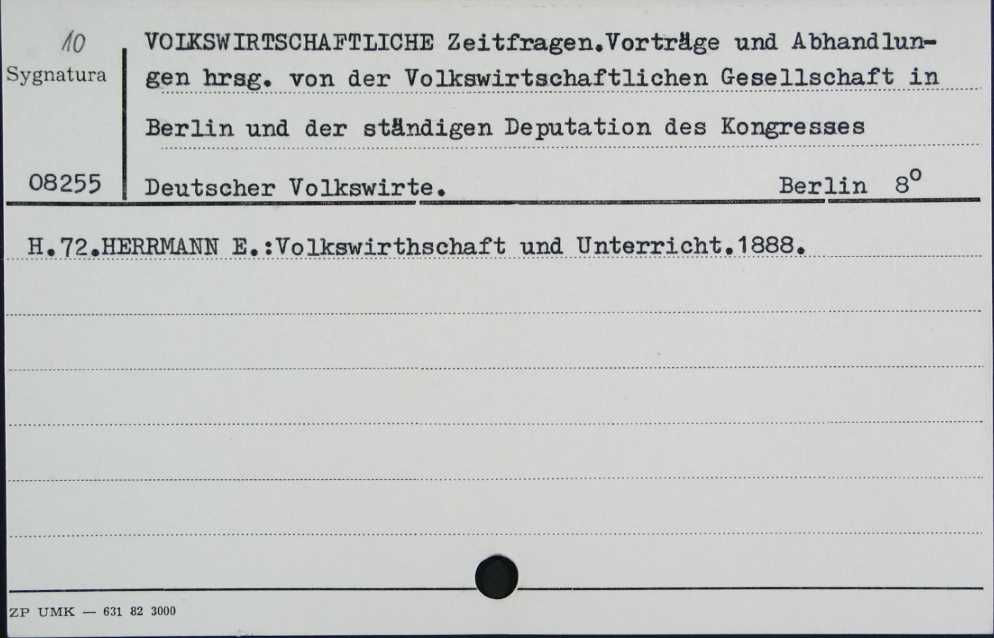 10
Sygnatura
08255
VOLKSWIRTSCHAFTLICHE Zeitfragen.Vorträge und Abhandlun-
gen hrsg. von der Volkswirtschaftlichen Gesellschaft in
Berlin und der ständigen Deputation des Kongresses
Deutscher Volkswirte. Berlin 8°
H.72.HERRMANN E.:Volkswirthschaft und Unterricht.1888.
ZP UMK — 631 82 3000